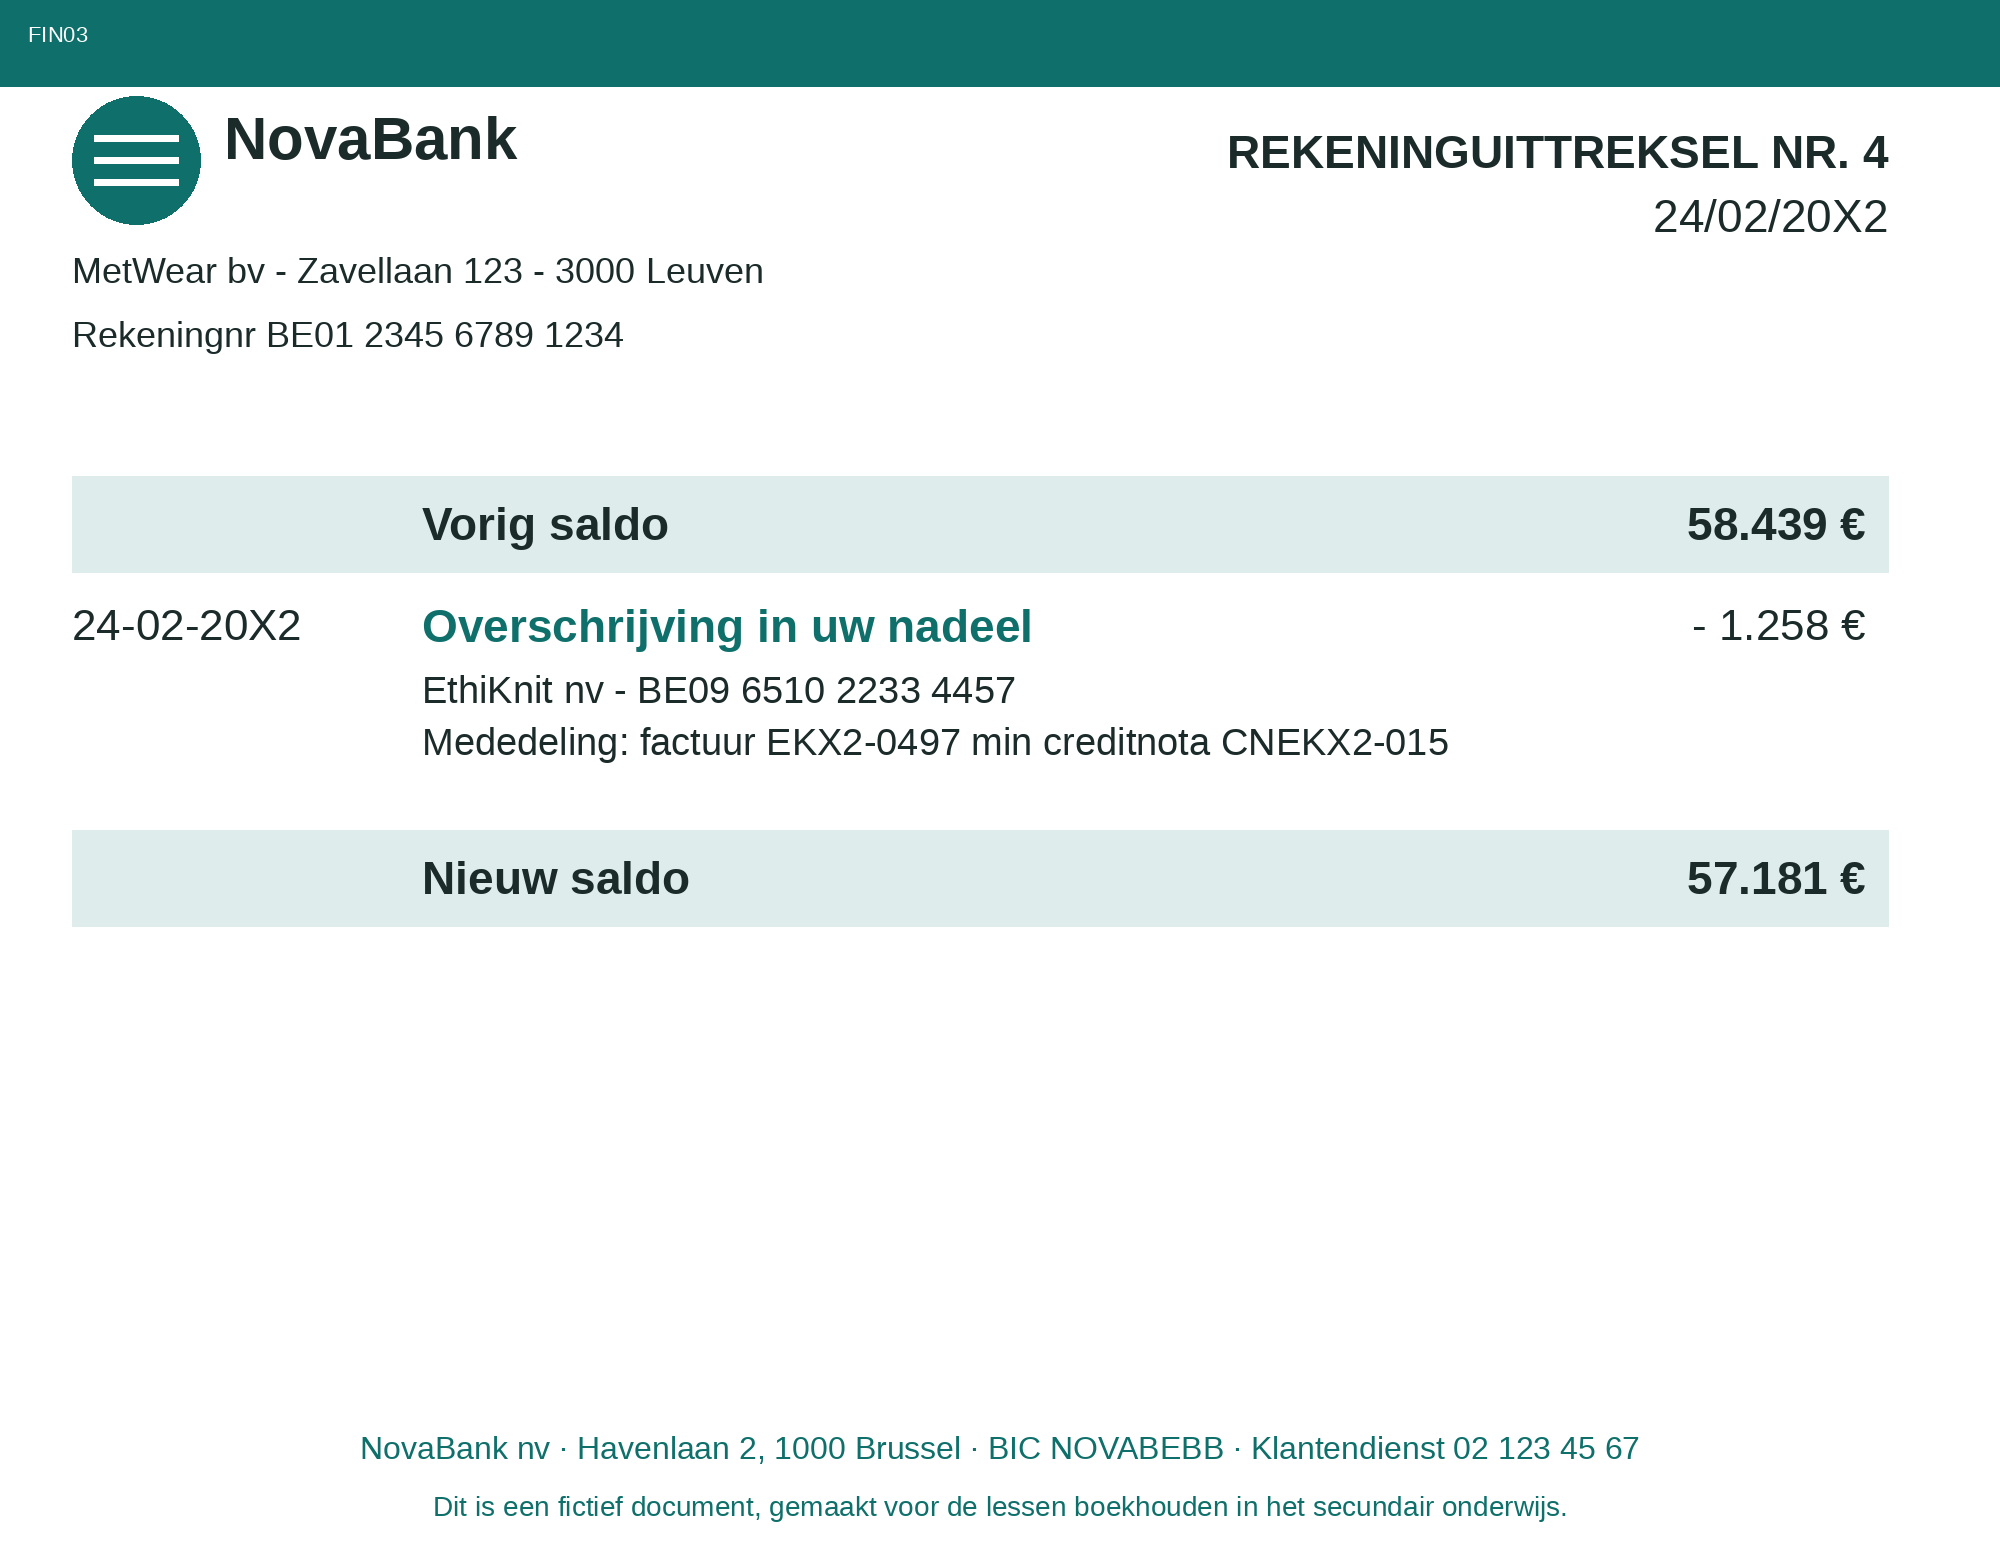 FIN03
NovaBank
REKENINGUITTREKSEL NR. 4
24/02/20X2
MetWear bv - Zavellaan 123 - 3000 Leuven
Rekeningnr BE01 2345 6789 1234
Vorig saldo 58.439 €
24-02-20X2 Overschrijving in uw nadeel - 1.258 €
EthiKnit nv - BE09 6510 2233 4457
Mededeling: factuur EKX2-0497 min creditnota CNEKX2-015
Nieuw saldo 57.181 €
NovaBank nv · Havenlaan 2, 1000 Brussel · BIC NOVABEBB · Klantendienst 02 123 45 67
Dit is een fictief document, gemaakt voor de lessen boekhouden in het secundair onderwijs.